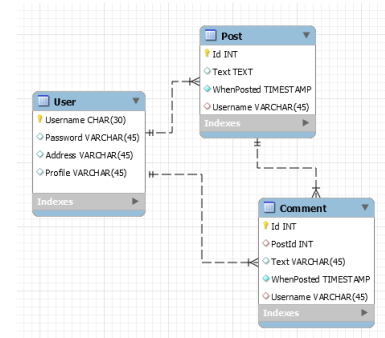 Post
Id INT
Text TEXT
WhenPosted TIMESTAMP
Username VARCHAR(45)
Indexes
User
Username CHAR(30)
Password VARCHAR(45)
Address VARCHAR(45)
Profile VARCHAR(45)
Indexes
Comment
Id INT
PostId INT
Text VARCHAR(45)
WhenPosted TIMESTAMP
Username VARCHAR(45)
Indexes